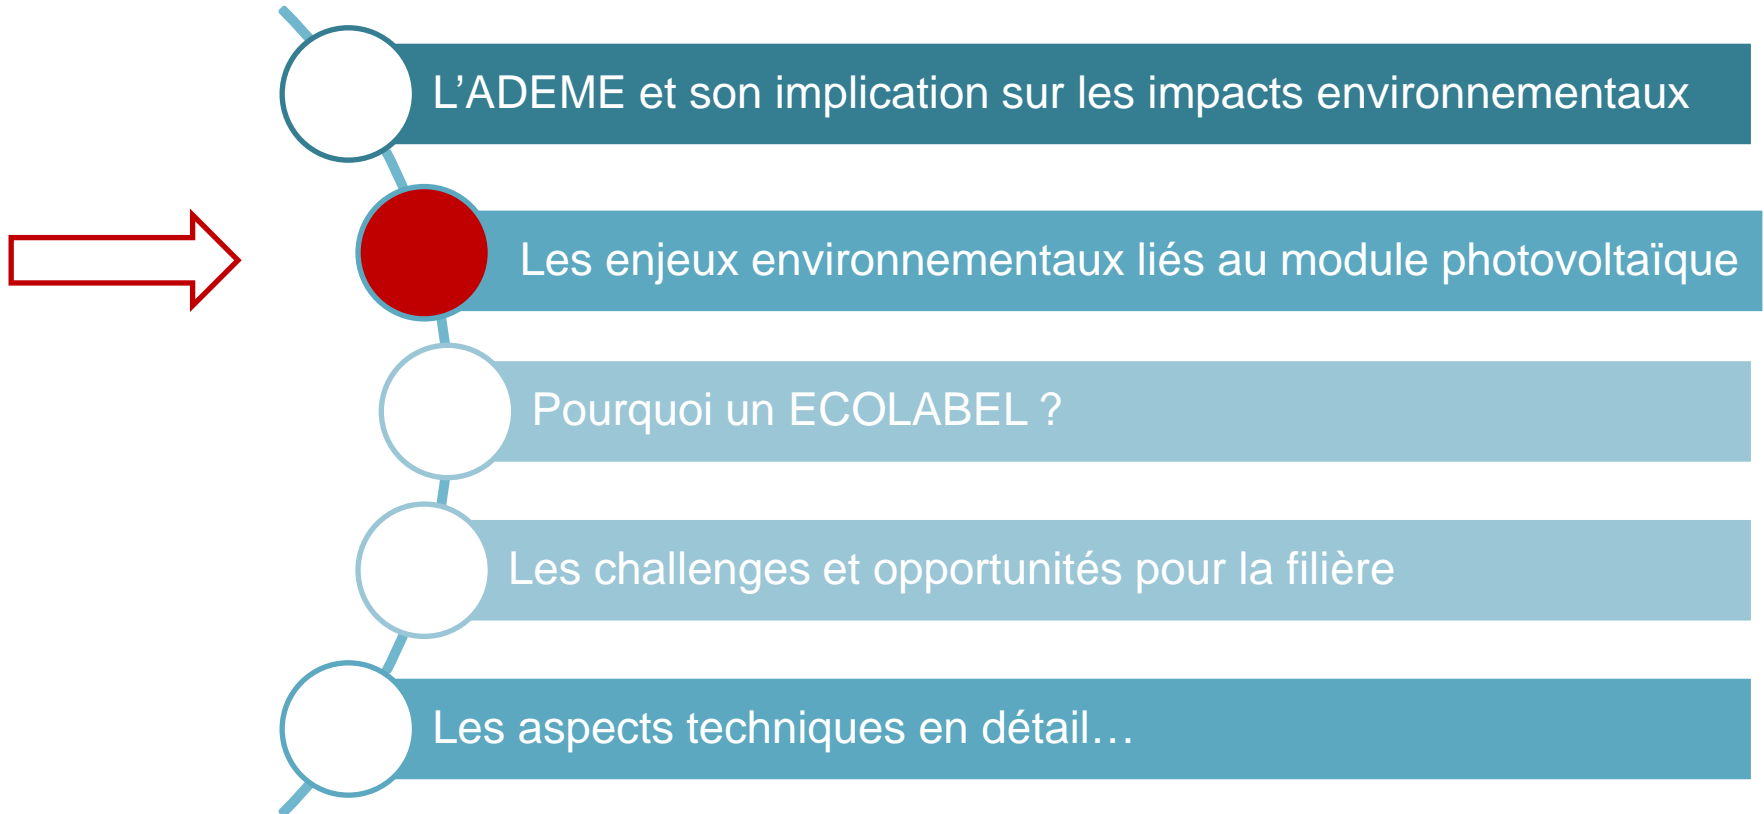 L’ADEME et son implication sur les impacts environnementaux
Les enjeux environnementaux liés au module photovoltaïque
Pourquoi un ECOLABEL ?
Les challenges et opportunités pour la filière
Les aspects techniques en détail…